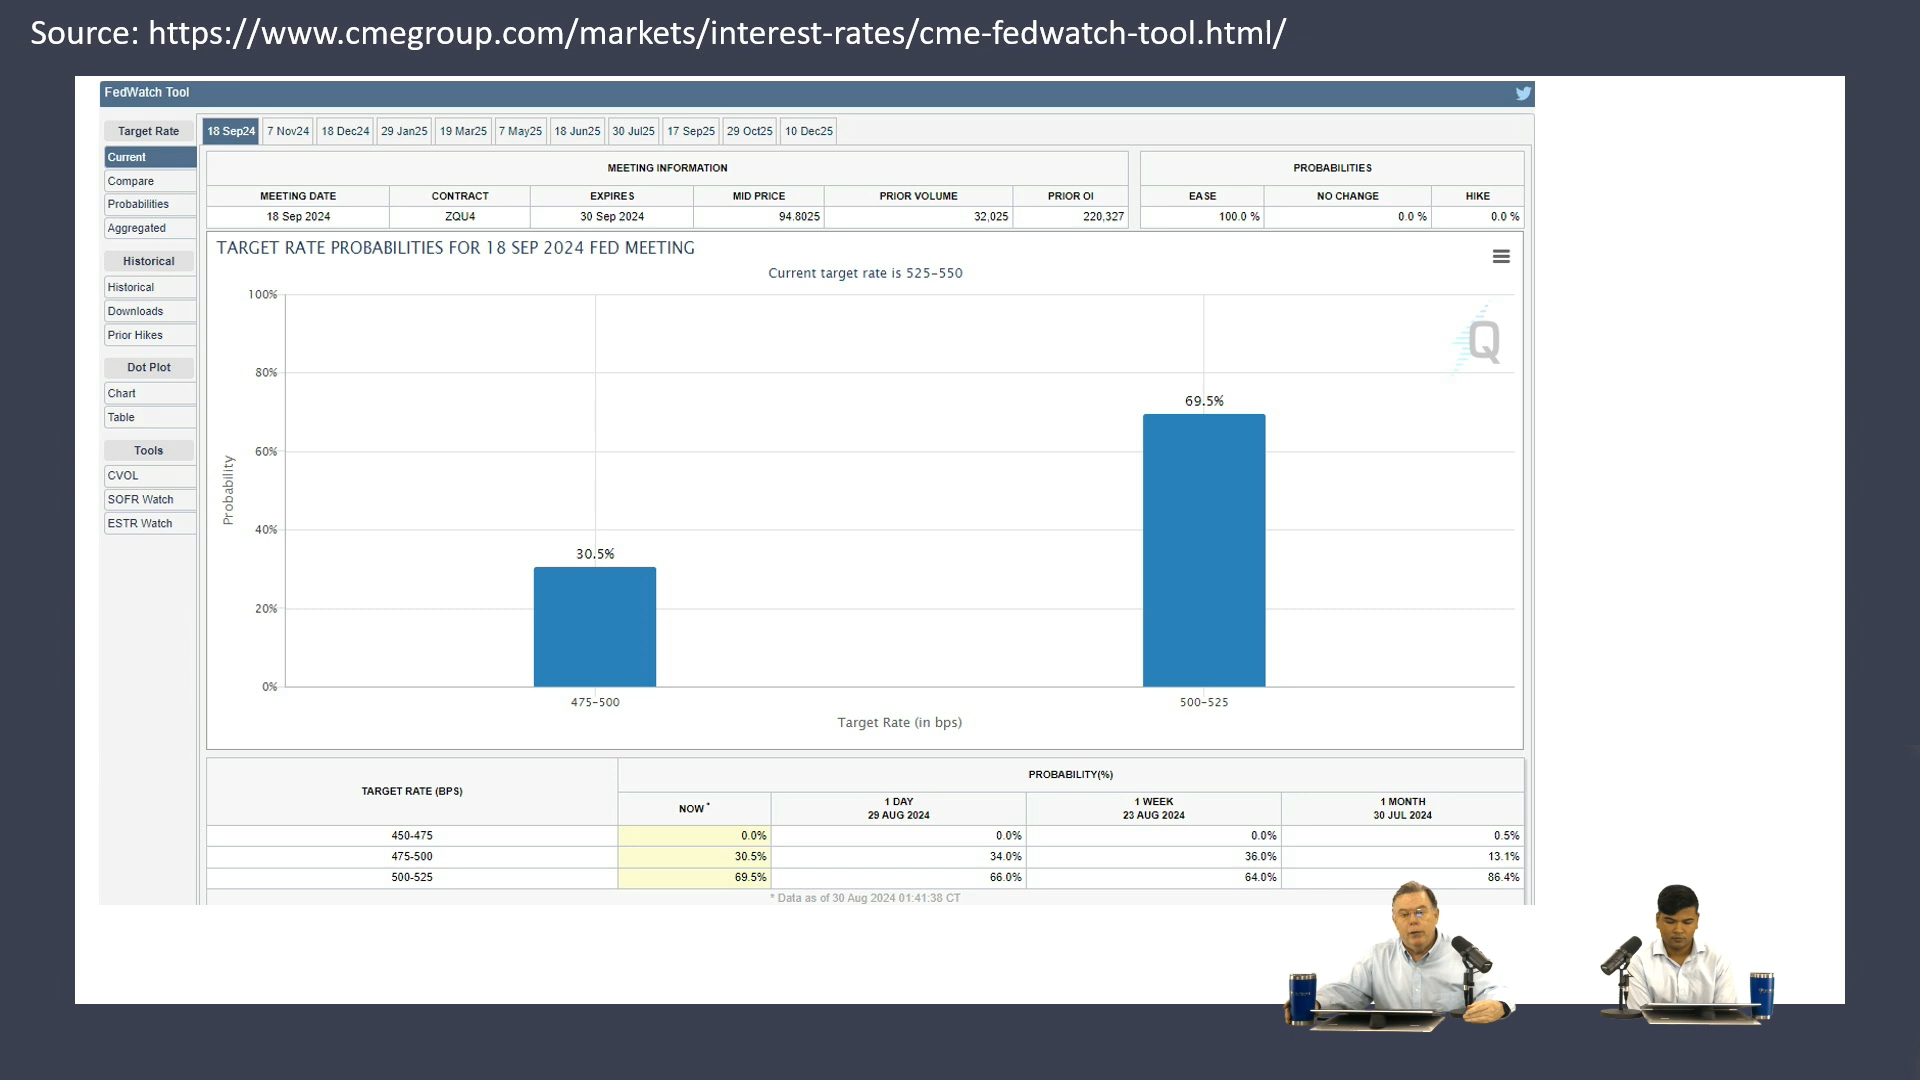 Source: https://www.cmegroup.com/markets/interest-rates/cme-fedwatch-tool.html/
FedWatch Tool
Target Rate
Current
Compare
Probabilities
Aggregated
Historical
Historical
Downloads
Prior Hikes
Dot Plot
Chart
Table
Tools
CVOL
SOFR Watch
ESTR Watch
18 Sep24 7 Nov24 18 Dec24 29 Jan25 19 Mar25 7 May25 18 Jun25 30 Jul25 17 Sep25 29 Oct25 10 Dec25
MEETING INFORMATION
MEETING DATE CONTRACT EXPIRES MID PRICE PRIOR VOLUME PRIOR OI
18 Sep 2024 ZQU4 30 Sep 2024 94.8025 32,025 220,327
PROBABILITIES
EASE NO CHANGE HIKE
100.0 % 0.0 % 0.0 %
TARGET RATE PROBABILITIES FOR 18 SEP 2024 FED MEETING
Current target rate is 525-550
100%
80%
60%
40%
20%
0%
Probability
Q
30.5%
69.5%
475-500
500-525
Target Rate (in bps)
TARGET RATE (BPS)
PROBABILITY(%)
NOW *
1 DAY
29 AUG 2024
1 WEEK
23 AUG 2024
1 MONTH
30 JUL 2024
450-475 0.0% 0.0% 0.0% 0.5%
475-500 30.5% 34.0% 36.0% 13.1%
500-525 69.5% 66.0% 64.0% 86.4%
* Data as of 30 Aug 2024 01:41:38 CT